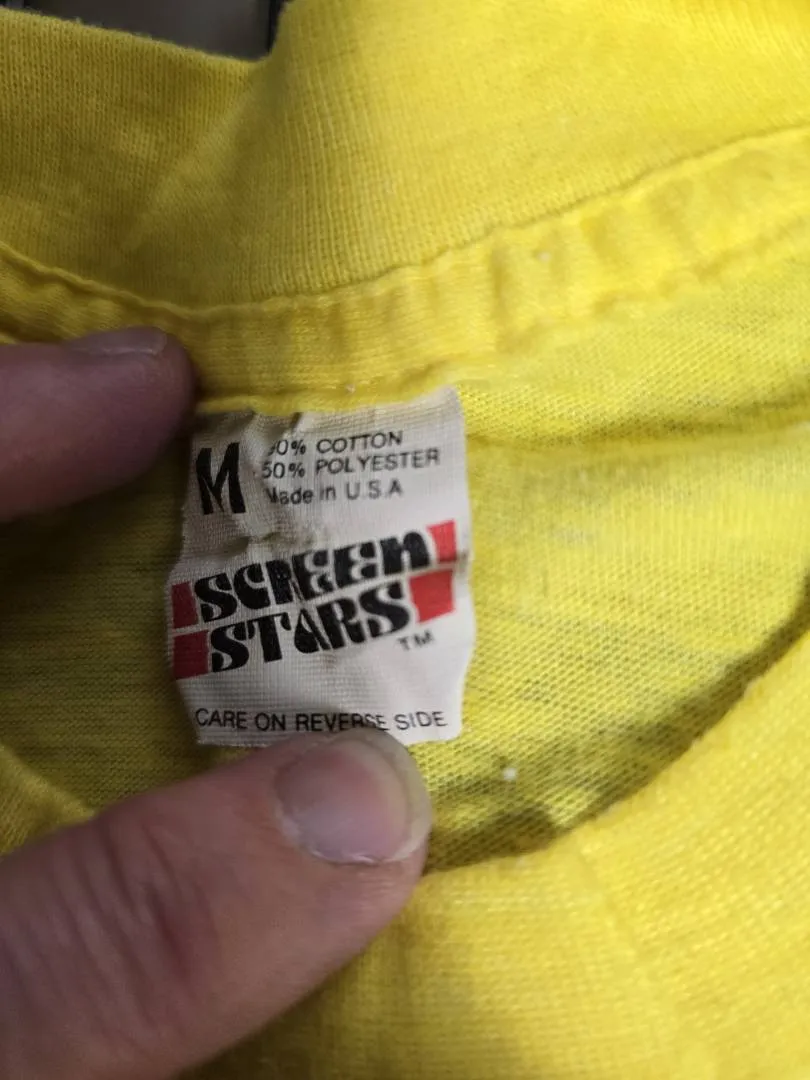 M
50% COTTON
50% POLYESTER
Made in U.S.A
SCREEN
STARS
TM
CARE ON REVERSE SIDE